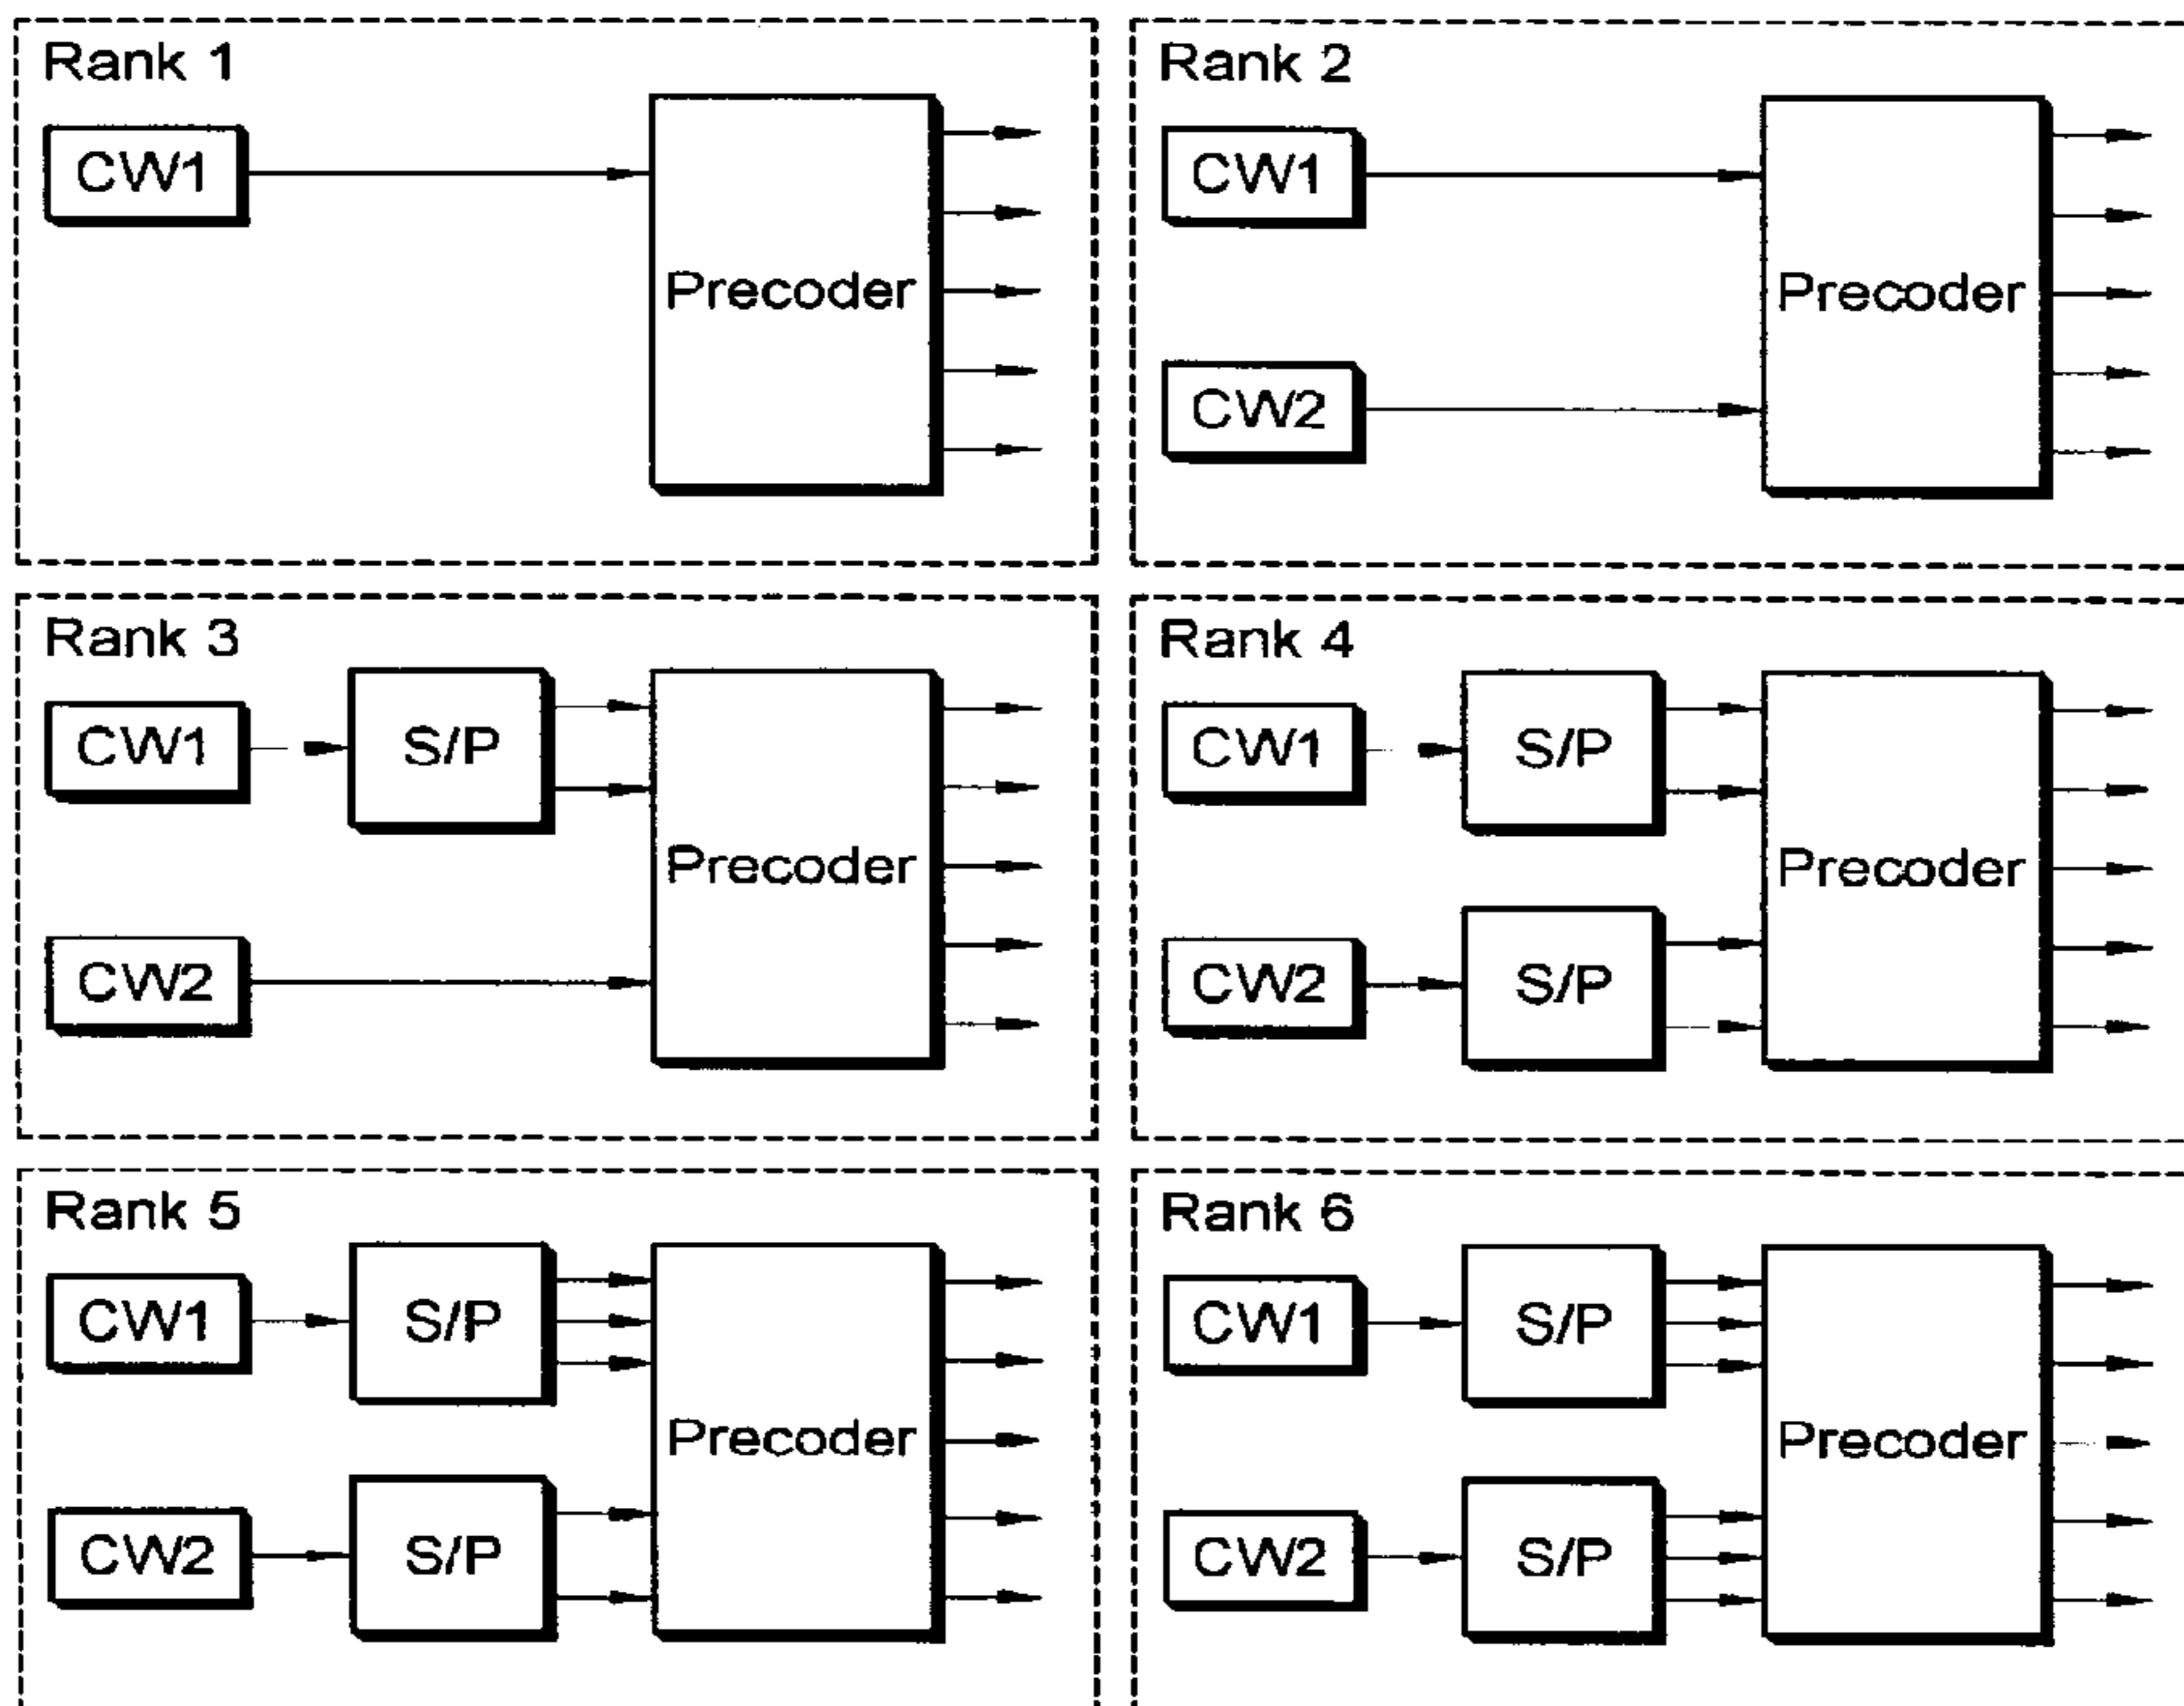 Rank 1
CW1
Precoder
Rank 2
CW1
Precoder
CW2
Rank 3
CW1
S/P
Precoder
CW2
Rank 4
CW1
S/P
Precoder
CW2
S/P
Rank 5
CW1
S/P
Precoder
CW2
S/P
Rank 6
CW1
S/P
Precoder
CW2
S/P